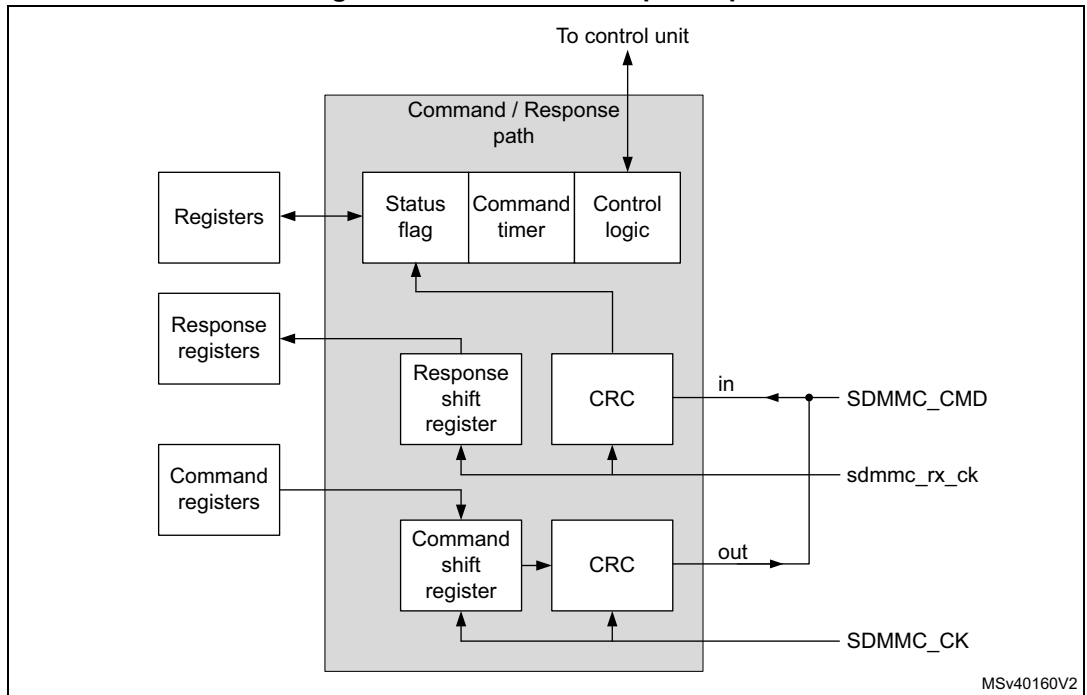 To control unit
Command / Response
path
Status
flag
Command
timer
Control
logic
Registers
Response
registers
Response
shift
register
CRC
in
SDMMC_CMD
sdmmc_rx_ck
Command
registers
Command
shift
register
CRC
out
SDMMC_CK
MSv40160V2